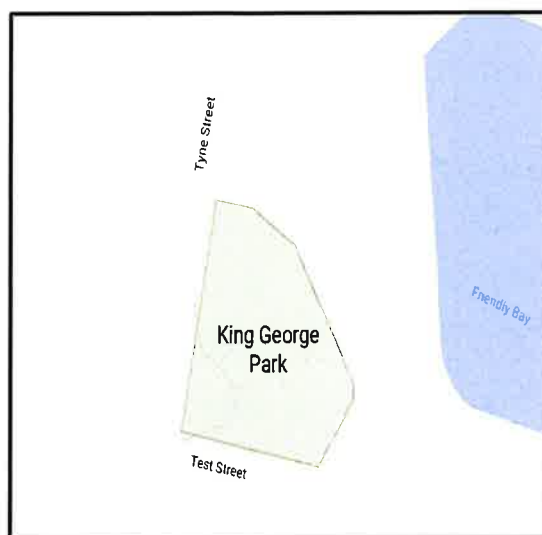 Tyne Street
Friendly Bay
King George
Park
Test Street